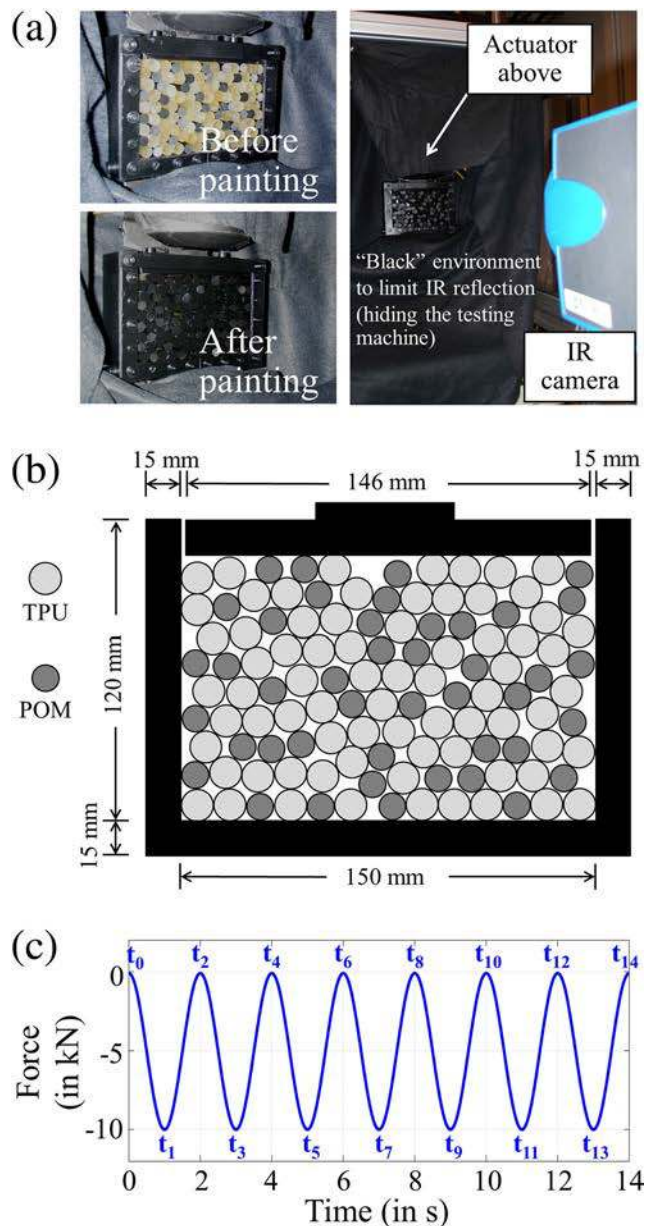 (a)
Before
painting
After
painting
Actuator
above
“Black” environment
to limit IR reflection
(hiding the testing
machine)
IR
camera
(b)
15 mm
146 mm
15 mm
TPU
POM
120 mm
15 mm
150 mm
(c)
t0 t2 t4 t6 t8 t10 t12 t14
0
-5
-10
Force
(in kN)
t1 t3 t5 t7 t9 t11 t13
0 2 4 6 8 10 12 14
Time (in s)